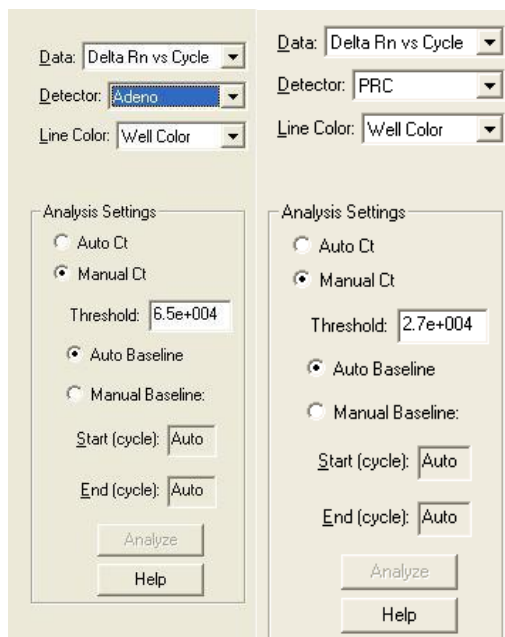 Data: Delta Rn vs Cycle
Detector: Adeno
Line Color: Well Color
Analysis Settings
Auto Ct
Manual Ct
Threshold: 6.5e+004
Auto Baseline
Manual Baseline:
Start (cycle): Auto
End (cycle): Auto
Analyze
Help
Data: Delta Rn vs Cycle
Detector: PRC
Line Color: Well Color
Analysis Settings
Auto Ct
Manual Ct
Threshold: 2.7e+004
Auto Baseline
Manual Baseline:
Start (cycle): Auto
End (cycle): Auto
Analyze
Help